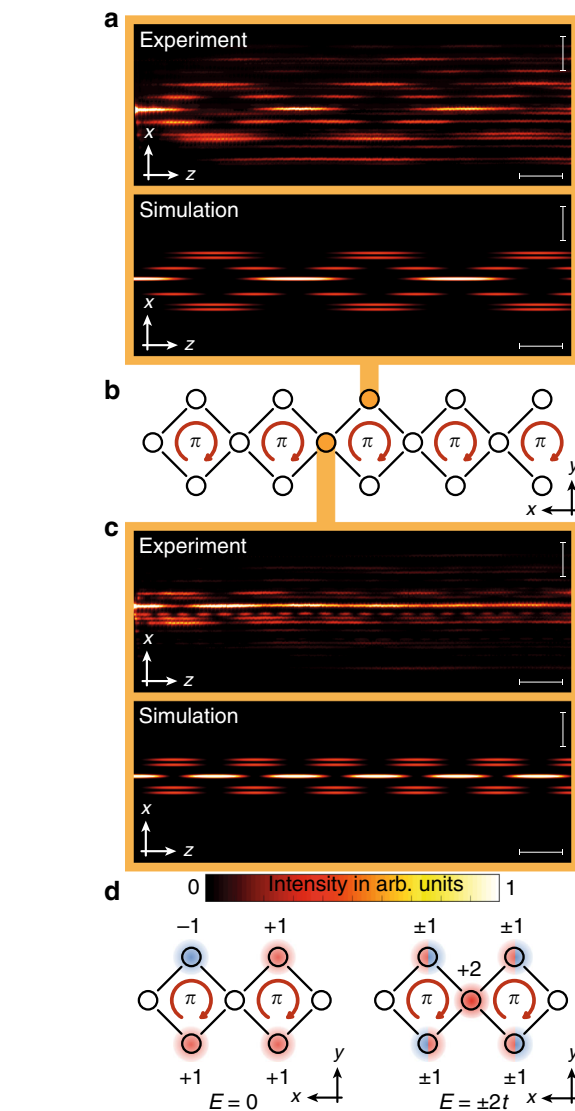 a
Experiment
x
z
Simulation
x
z
b
π π π π π
y
x
c
Experiment
x
z
Simulation
x
z
d
0 Intensity in arb. units 1
−1 +1 ±1 ±1
+2
π π π π
+1 +1 y ±1 ±1 y
E = 0 x E = ±2t x